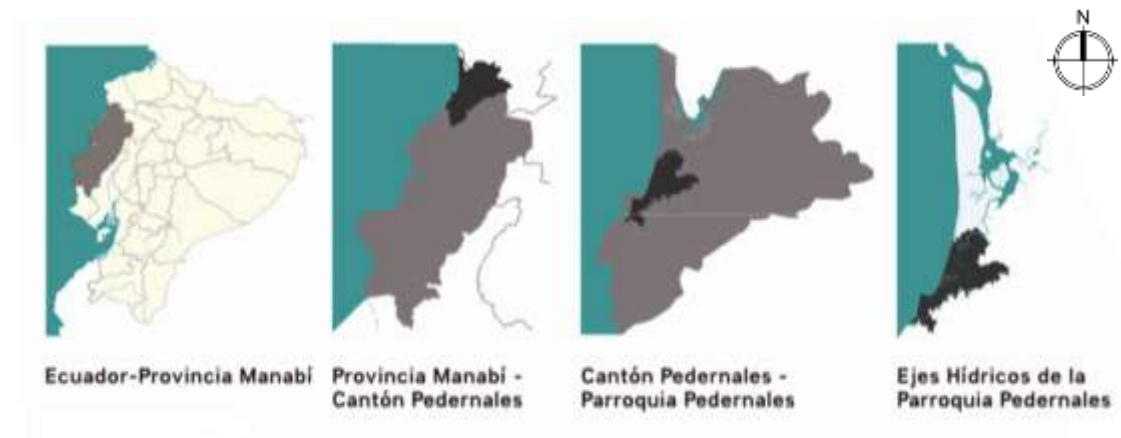 N
Ecuador-Provincia Manabí
Provincia Manabí -
Cantón Pedernales
Cantón Pedernales -
Parroquia Pedernales
Ejes Hídricos de la
Parroquia Pedernales